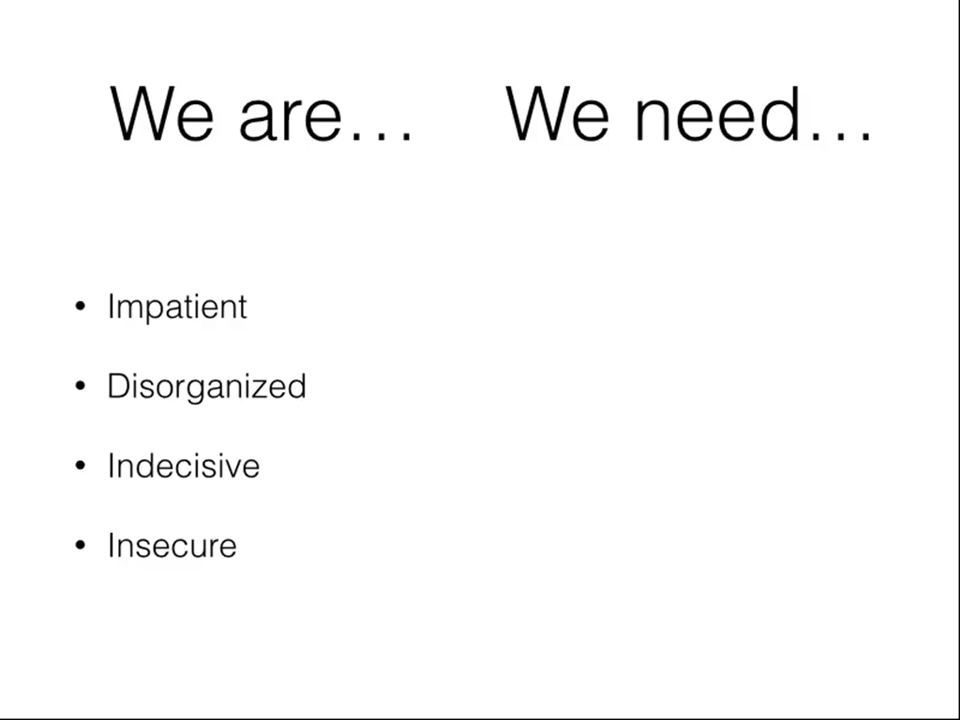 We are… We need…
• Impatient
• Disorganized
• Indecisive
• Insecure